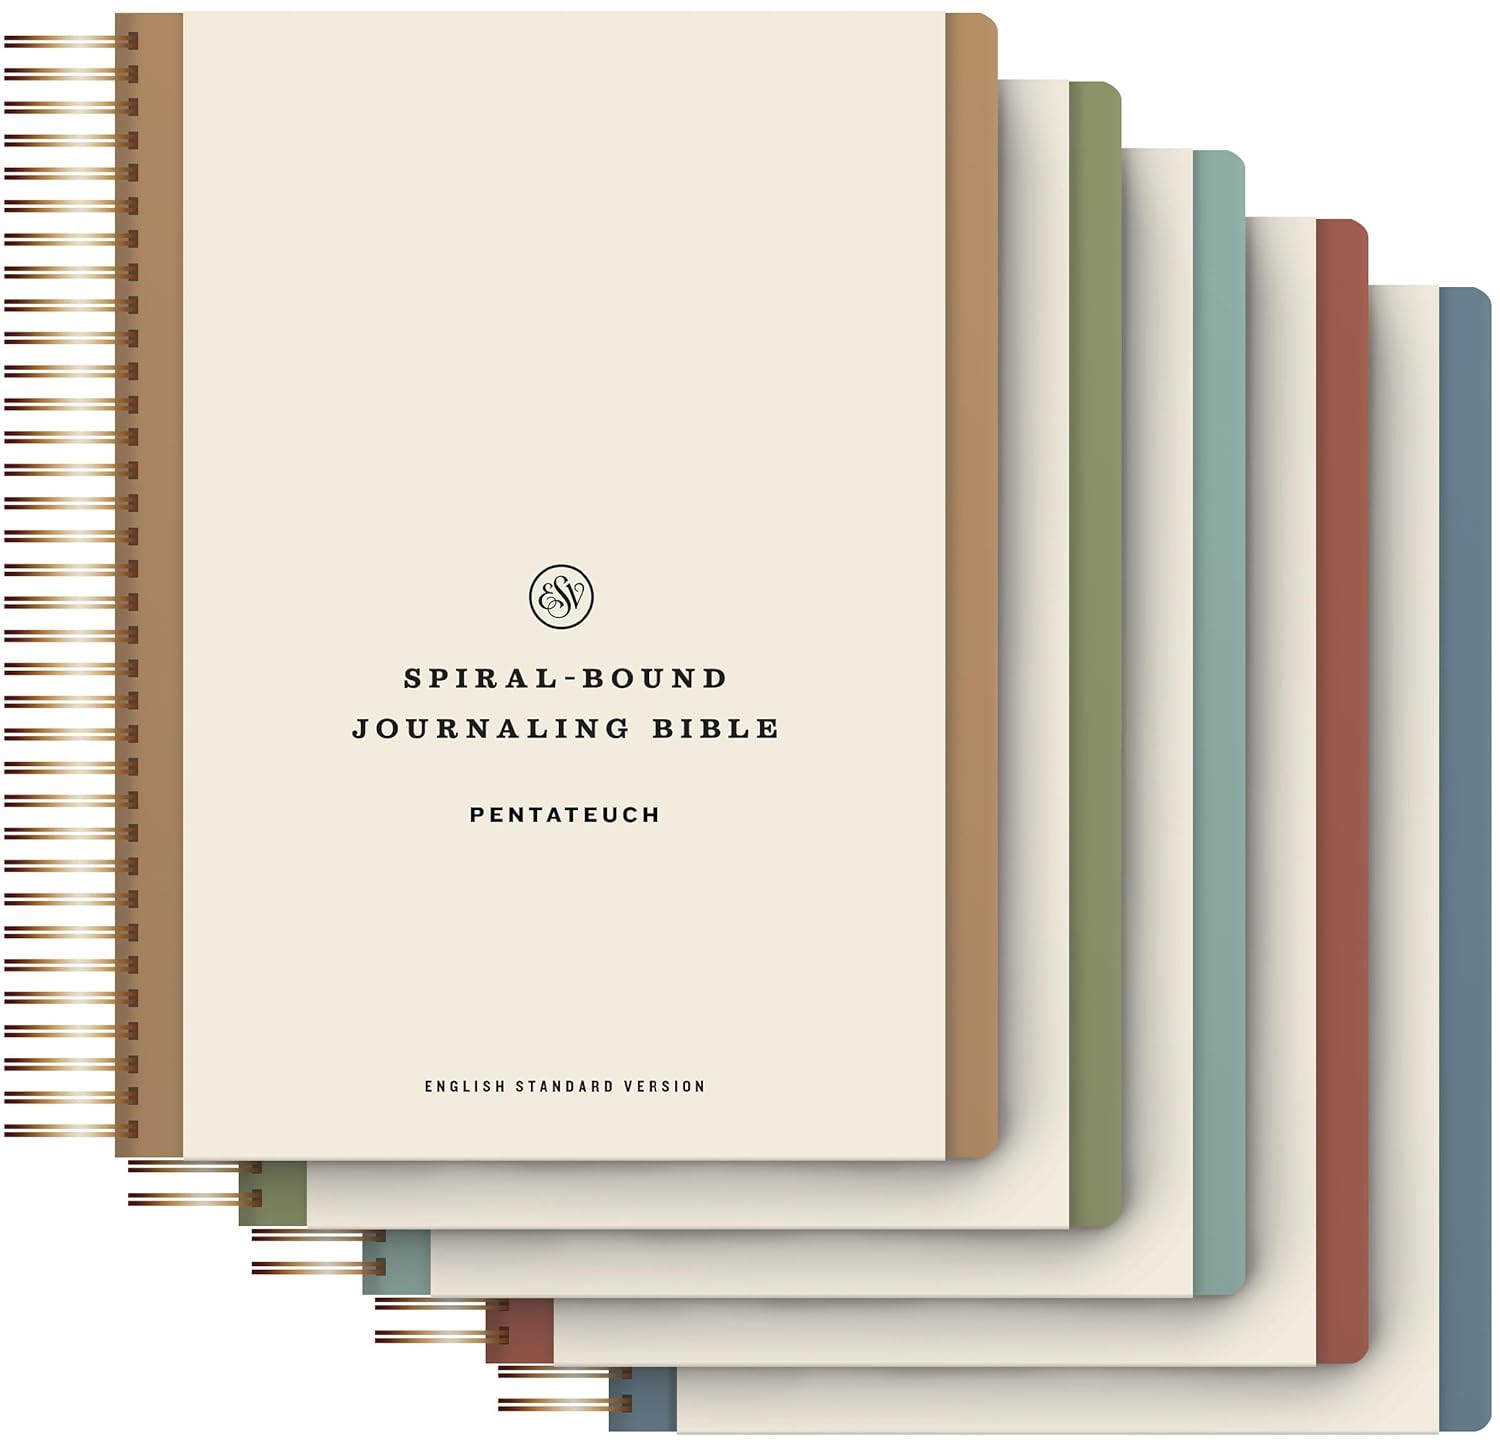 ESV
SPIRAL-BOUND
JOURNALING BIBLE
PENTATEUCH
ENGLISH STANDARD VERSION